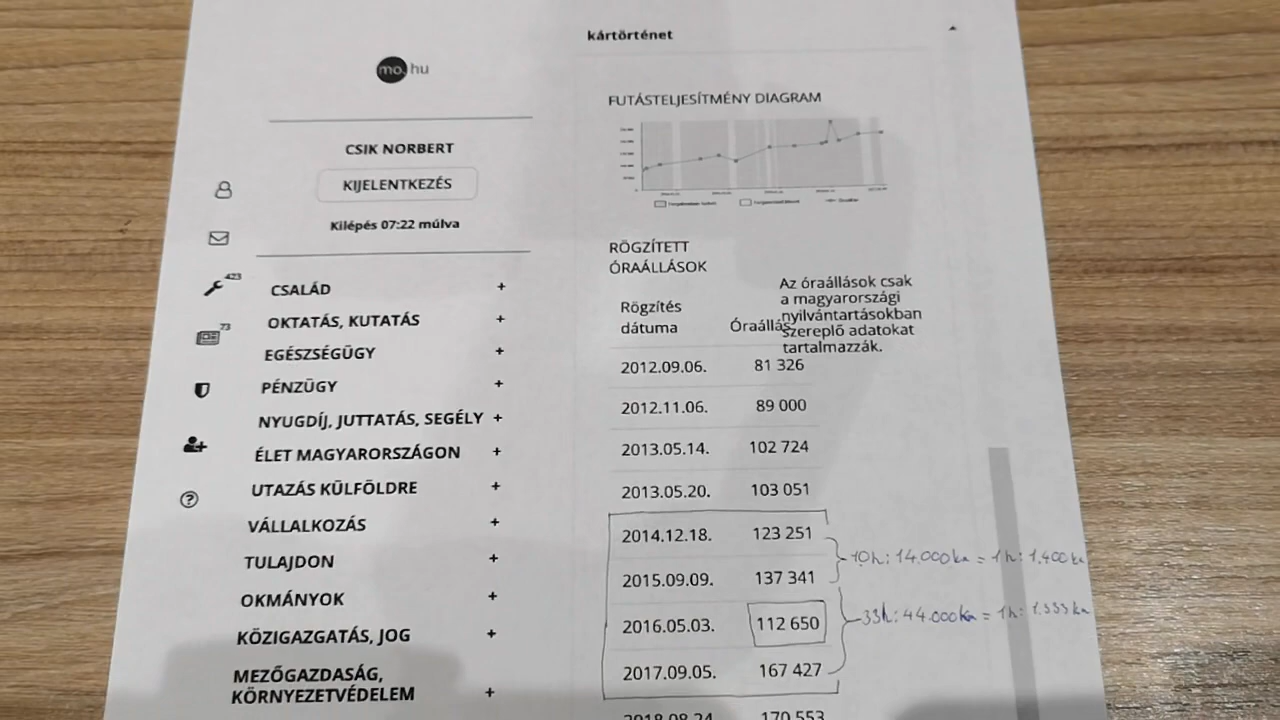 kártörténet
mo.hu
CSIK NORBERT
KIJELENTKEZÉS
Kilépés 07:22 múlva
423
CSALÁD +
OKTATÁS, KUTATÁS +
73
EGÉSZSÉGÜGY +
PÉNZÜGY +
NYUGDÍJ, JUTTATÁS, SEGÉLY +
ÉLET MAGYARORSZÁGON +
UTAZÁS KÜLFÖLDRE +
VÁLLALKOZÁS +
TULAJDON +
OKMÁNYOK +
KÖZIGAZGATÁS, JOG +
MEZŐGAZDASÁG,
KÖRNYEZETVÉDELEM +
FUTÁSTELJESÍTMÉNY DIAGRAM
RÖGZÍTETT
ÓRAÁLLÁSOK
Az óraállások csak
a magyarországi
nyilvántartásokban
szereplő adatokat
tartalmazzák.
Rögzítés
dátuma
Óraállás
2012.09.06. 81 326
2012.11.06. 89 000
2013.05.14. 102 724
2013.05.20. 103 051
2014.12.18. 123 251
2015.09.09. 137 341
2016.05.03. 112 650
2017.09.05. 167 427
2018.08.24. 170 553
10h: 14.000km = 1h: 1.400km
33h: 44.000km = 1h: 1.333km